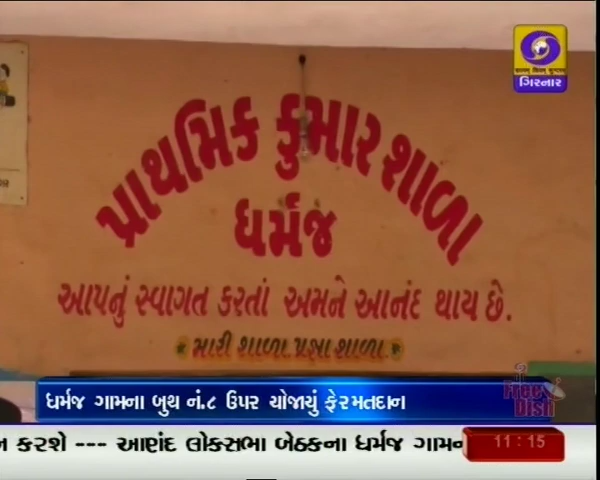 ગિરનાર
પ્રાથમિક કુમાર શાળા
ધર્મજ
આપનું સ્વાગત કરતાં અમને આનંદ થાય છે.
મારી શાળા. પ્રજ્ઞા શાળા.
Free Dish
ધર્મજ ગામના બુથ નં.૮ ઉપર યોજાયું ફેરમતદાન
કરશે --- આણંદ લોકસભા બેઠકના ધર્મજ
11:15